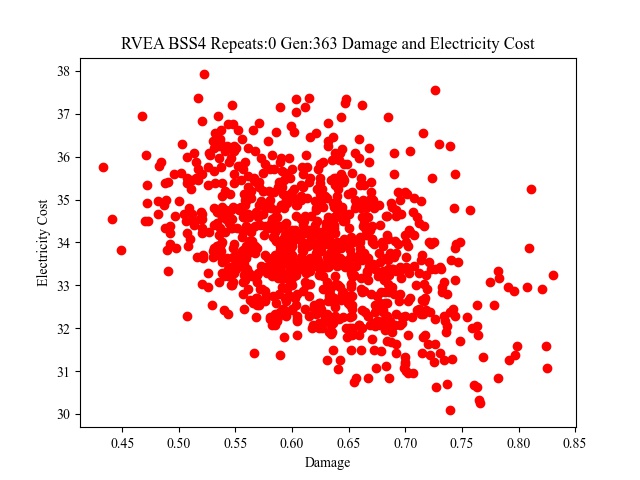 RVEA BSS4 Repeats:0 Gen:363 Damage and Electricity Cost
38
37
36
35
34
33
32
31
30
Electricity Cost
0.45 0.50 0.55 0.60 0.65 0.70 0.75 0.80 0.85
Damage